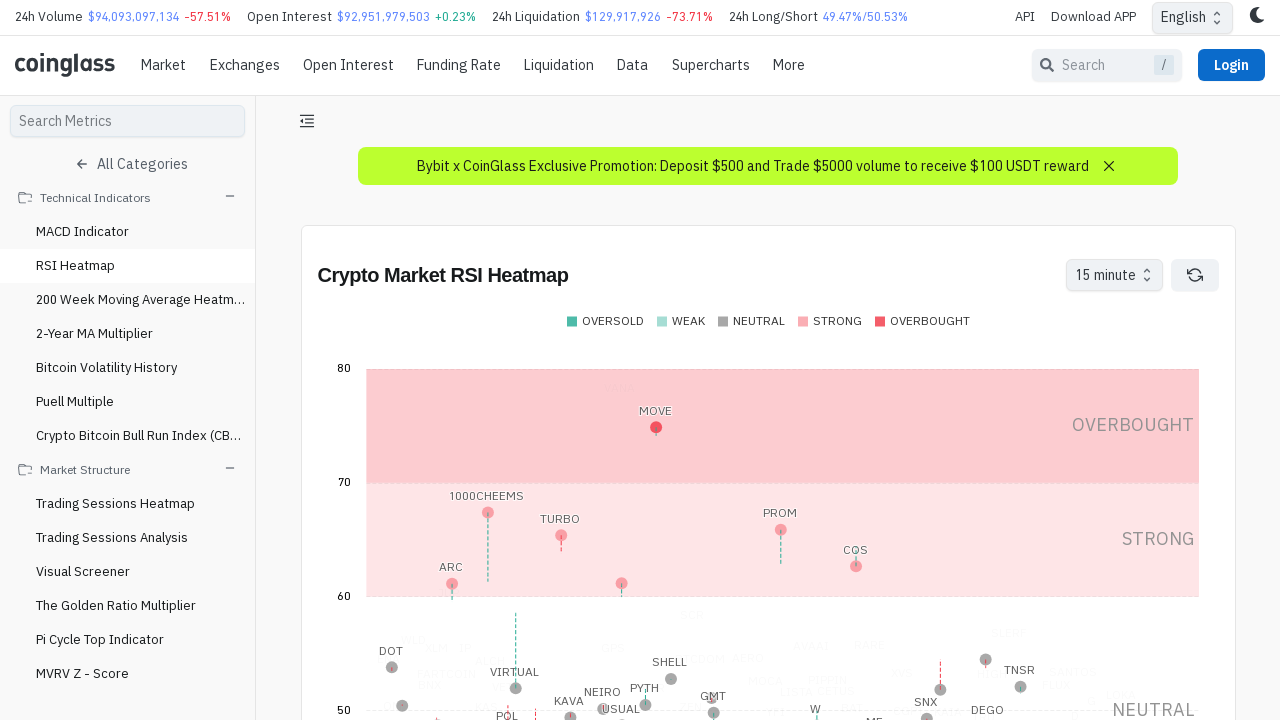 24h Volume $94,093,097,134 -57.51% Open Interest $92,951,979,503 +0.23% 24h Liquidation $129,917,926 -73.71% 24h Long/Short 49.47%/50.53% API Download APP English
coinglass Market Exchanges Open Interest Funding Rate Liquidation Data Supercharts More Search / Login
Search Metrics
All Categories
Technical Indicators
MACD Indicator
RSI Heatmap
200 Week Moving Average Heatm...
2-Year MA Multiplier
Bitcoin Volatility History
Puell Multiple
Crypto Bitcoin Bull Run Index (CB...
Market Structure
Trading Sessions Heatmap
Trading Sessions Analysis
Visual Screener
The Golden Ratio Multiplier
Pi Cycle Top Indicator
MVRV Z - Score
Bybit x CoinGlass Exclusive Promotion: Deposit $500 and Trade $5000 volume to receive $100 USDT reward
Crypto Market RSI Heatmap
15 minute
OVERSOLD WEAK NEUTRAL STRONG OVERBOUGHT
80
MOVE
OVERBOUGHT
70
1000CHEEMS
PROM
TURBO
STRONG
COS
ARC
60
DOT
SHELL
VIRTUAL
TNSR
PYTH
NEIRO
GMT
KAVA
SNX
USUAL
W
DEGO
50
NEUTRAL
POL